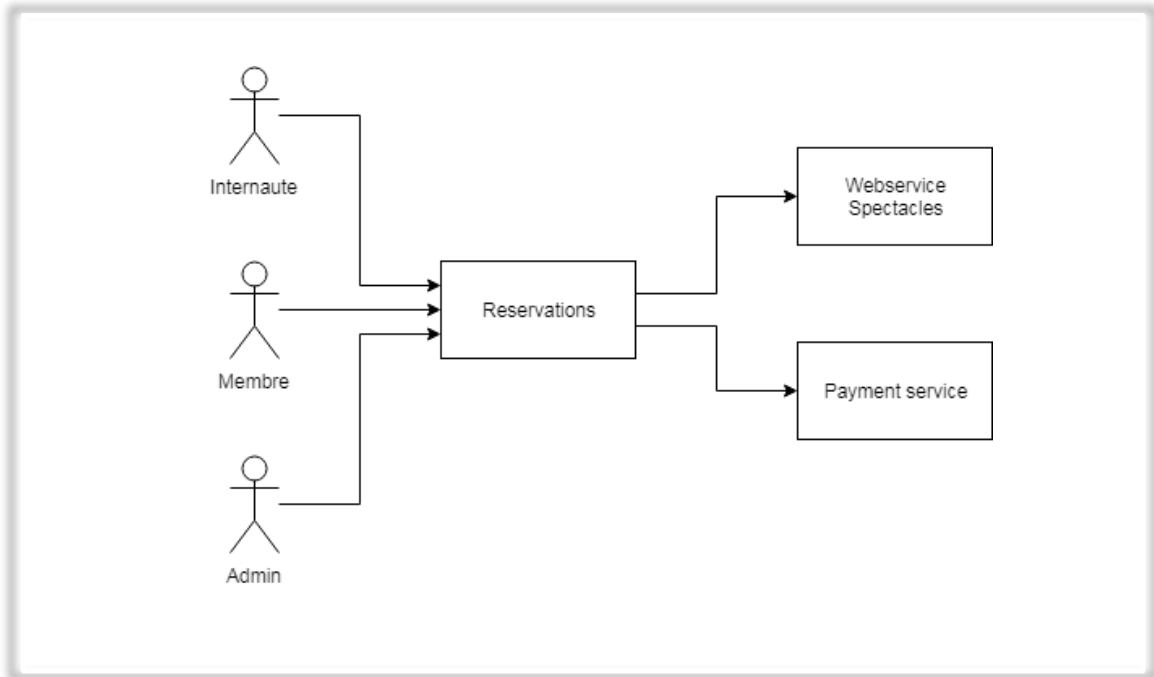 Internaute
Membre
Admin
Reservations
Webservice
Spectacles
Payment service